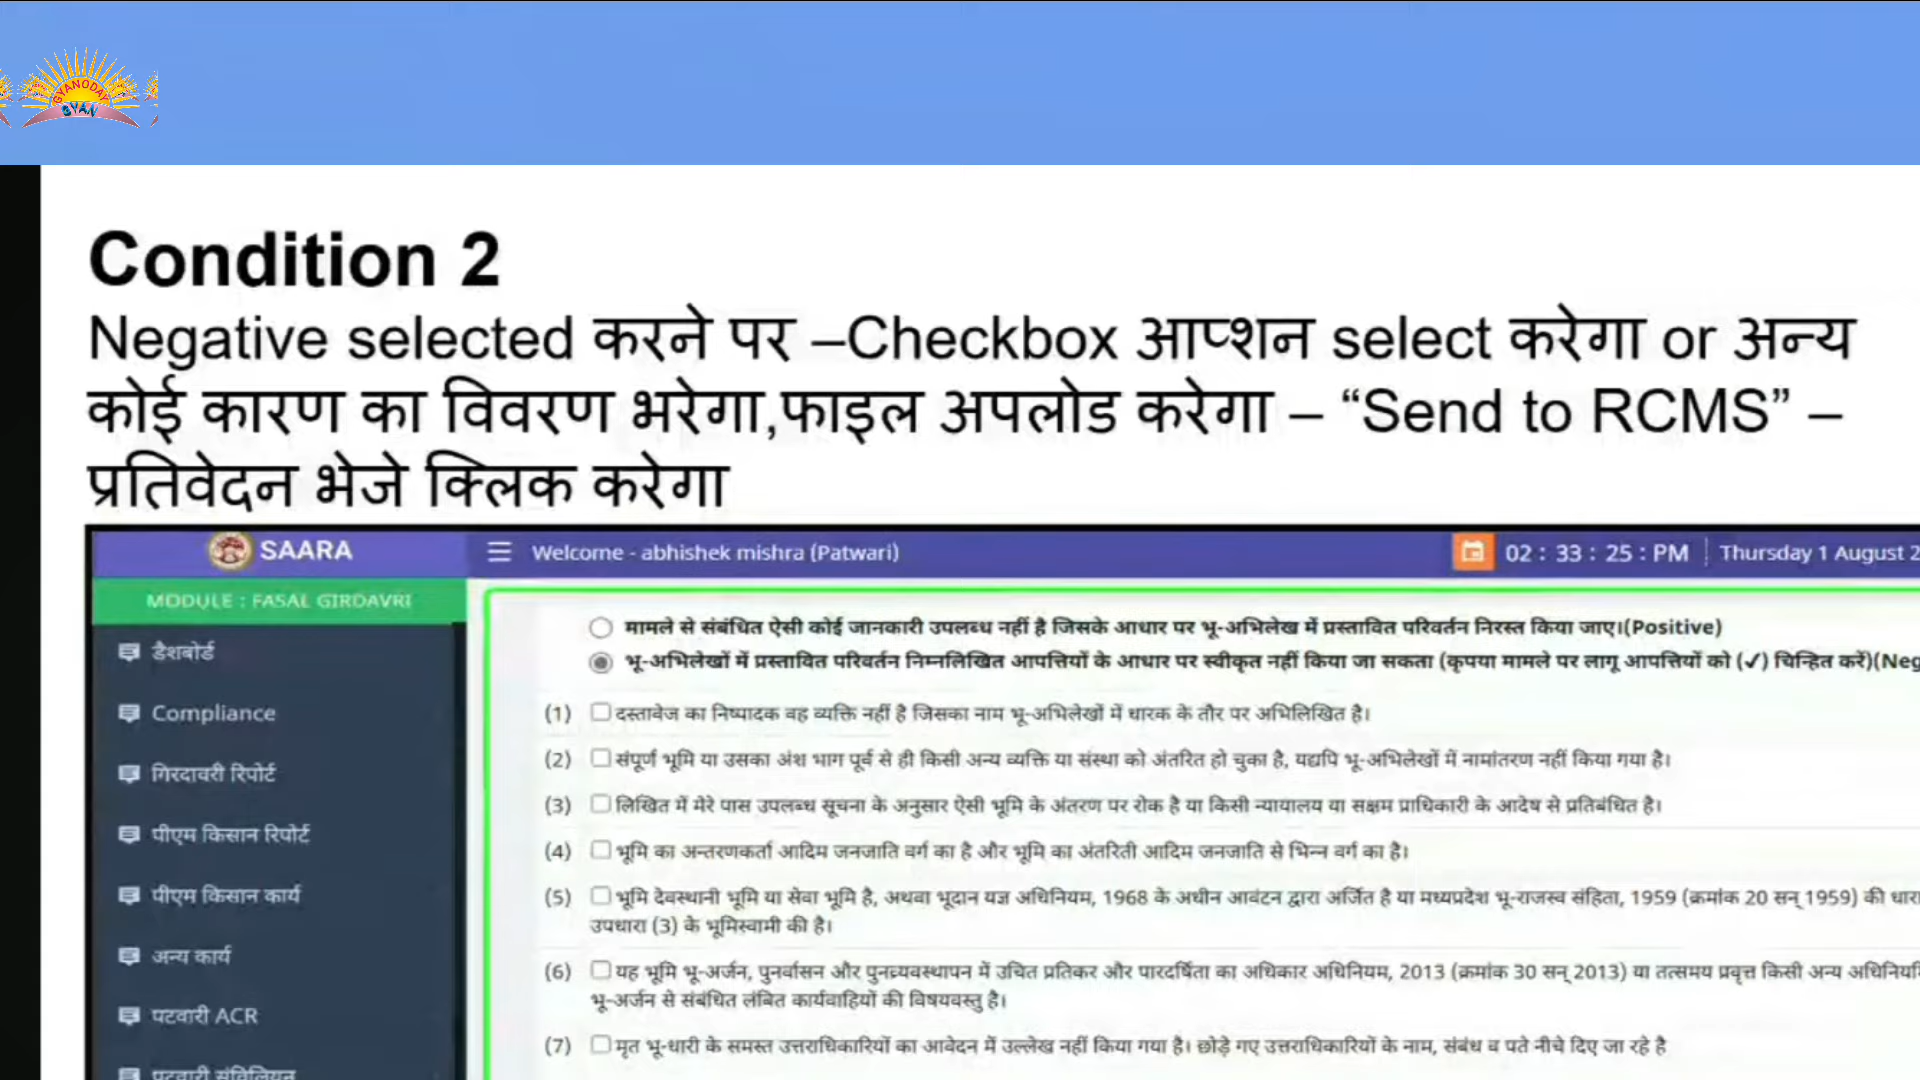 GYANODAY
GYAN
Condition 2
Negative selected करने पर –Checkbox आप्शन select करेगा or अन्य
कोई कारण का विवरण भरेगा,फाइल अपलोड करेगा – “Send to RCMS” –
प्रतिवेदन भेजे क्लिक करेगा
SAARA
Welcome - abhishek mishra (Patwari)
02 : 33 : 25 : PM
Thursday 1 August 2
MODULE : FASAL GIRDAVRI
मामले से संबंधित ऐसी कोई जानकारी उपलब्ध नहीं है जिसके आधार पर भू-अभिलेख में प्रस्तावित परिवर्तन निरस्त किया जाए।(Positive)
भू-अभिलेखों में प्रस्तावित परिवर्तन निम्नलिखित आपत्तियों के आधार पर स्वीकृत नहीं किया जा सकता (कृपया मामले पर लागू आपत्तियों को (✓) चिन्हित करें)(Neg
डैशबोर्ड
Compliance
गिरदावरी रिपोर्ट
पीएम किसान रिपोर्ट
पीएम किसान कार्य
अन्य कार्य
पटवारी ACR
पटवारी संविलियन
(1) दस्तावेज का निष्पादक वह व्यक्ति नहीं है जिसका नाम भू-अभिलेखों में धारक के तौर पर अभिलिखित है।
(2) संपूर्ण भूमि या उसका अंश भाग पूर्व से ही किसी अन्य व्यक्ति या संस्था को अंतरित हो चुका है, यद्यपि भू-अभिलेखों में नामांतरण नहीं किया गया है।
(3) लिखित में मेरे पास उपलब्ध सूचना के अनुसार ऐसी भूमि के अंतरण पर रोक है या किसी न्यायालय या सक्षम प्राधिकारी के आदेष से प्रतिबंधित है।
(4) भूमि का अन्तरणकर्ता आदिम जनजाति वर्ग का है और भूमि का अंतरिती आदिम जनजाति से भिन्न वर्ग का है।
(5) भूमि देवस्थानी भूमि या सेवा भूमि है, अथवा भूदान यज्ञ अधिनियम, 1968 के अधीन आवंटन द्वारा अर्जित है या मध्यप्रदेश भू-राजस्व संहिता, 1959 (क्रमांक 20 सन् 1959) की धारा
उपधारा (3) के भूमिस्वामी की है।
(6) यह भूमि भू-अर्जन, पुनर्वासन और पुनव्र्यवस्थापन में उचित प्रतिकर और पारदर्षिता का अधिकार अधिनियम, 2013 (क्रमांक 30 सन् 2013) या तत्समय प्रवृत्त किसी अन्य अधिनियमि
भू-अर्जन से संबंधित लंबित कार्यवाहियों की विषयवस्तु है।
(7) मृत भू-धारी के समस्त उत्तराधिकारियों का आवेदन में उल्लेख नहीं किया गया है। छोड़े गए उत्तराधिकारियों के नाम, संबंध व पते नीचे दिए जा रहे है